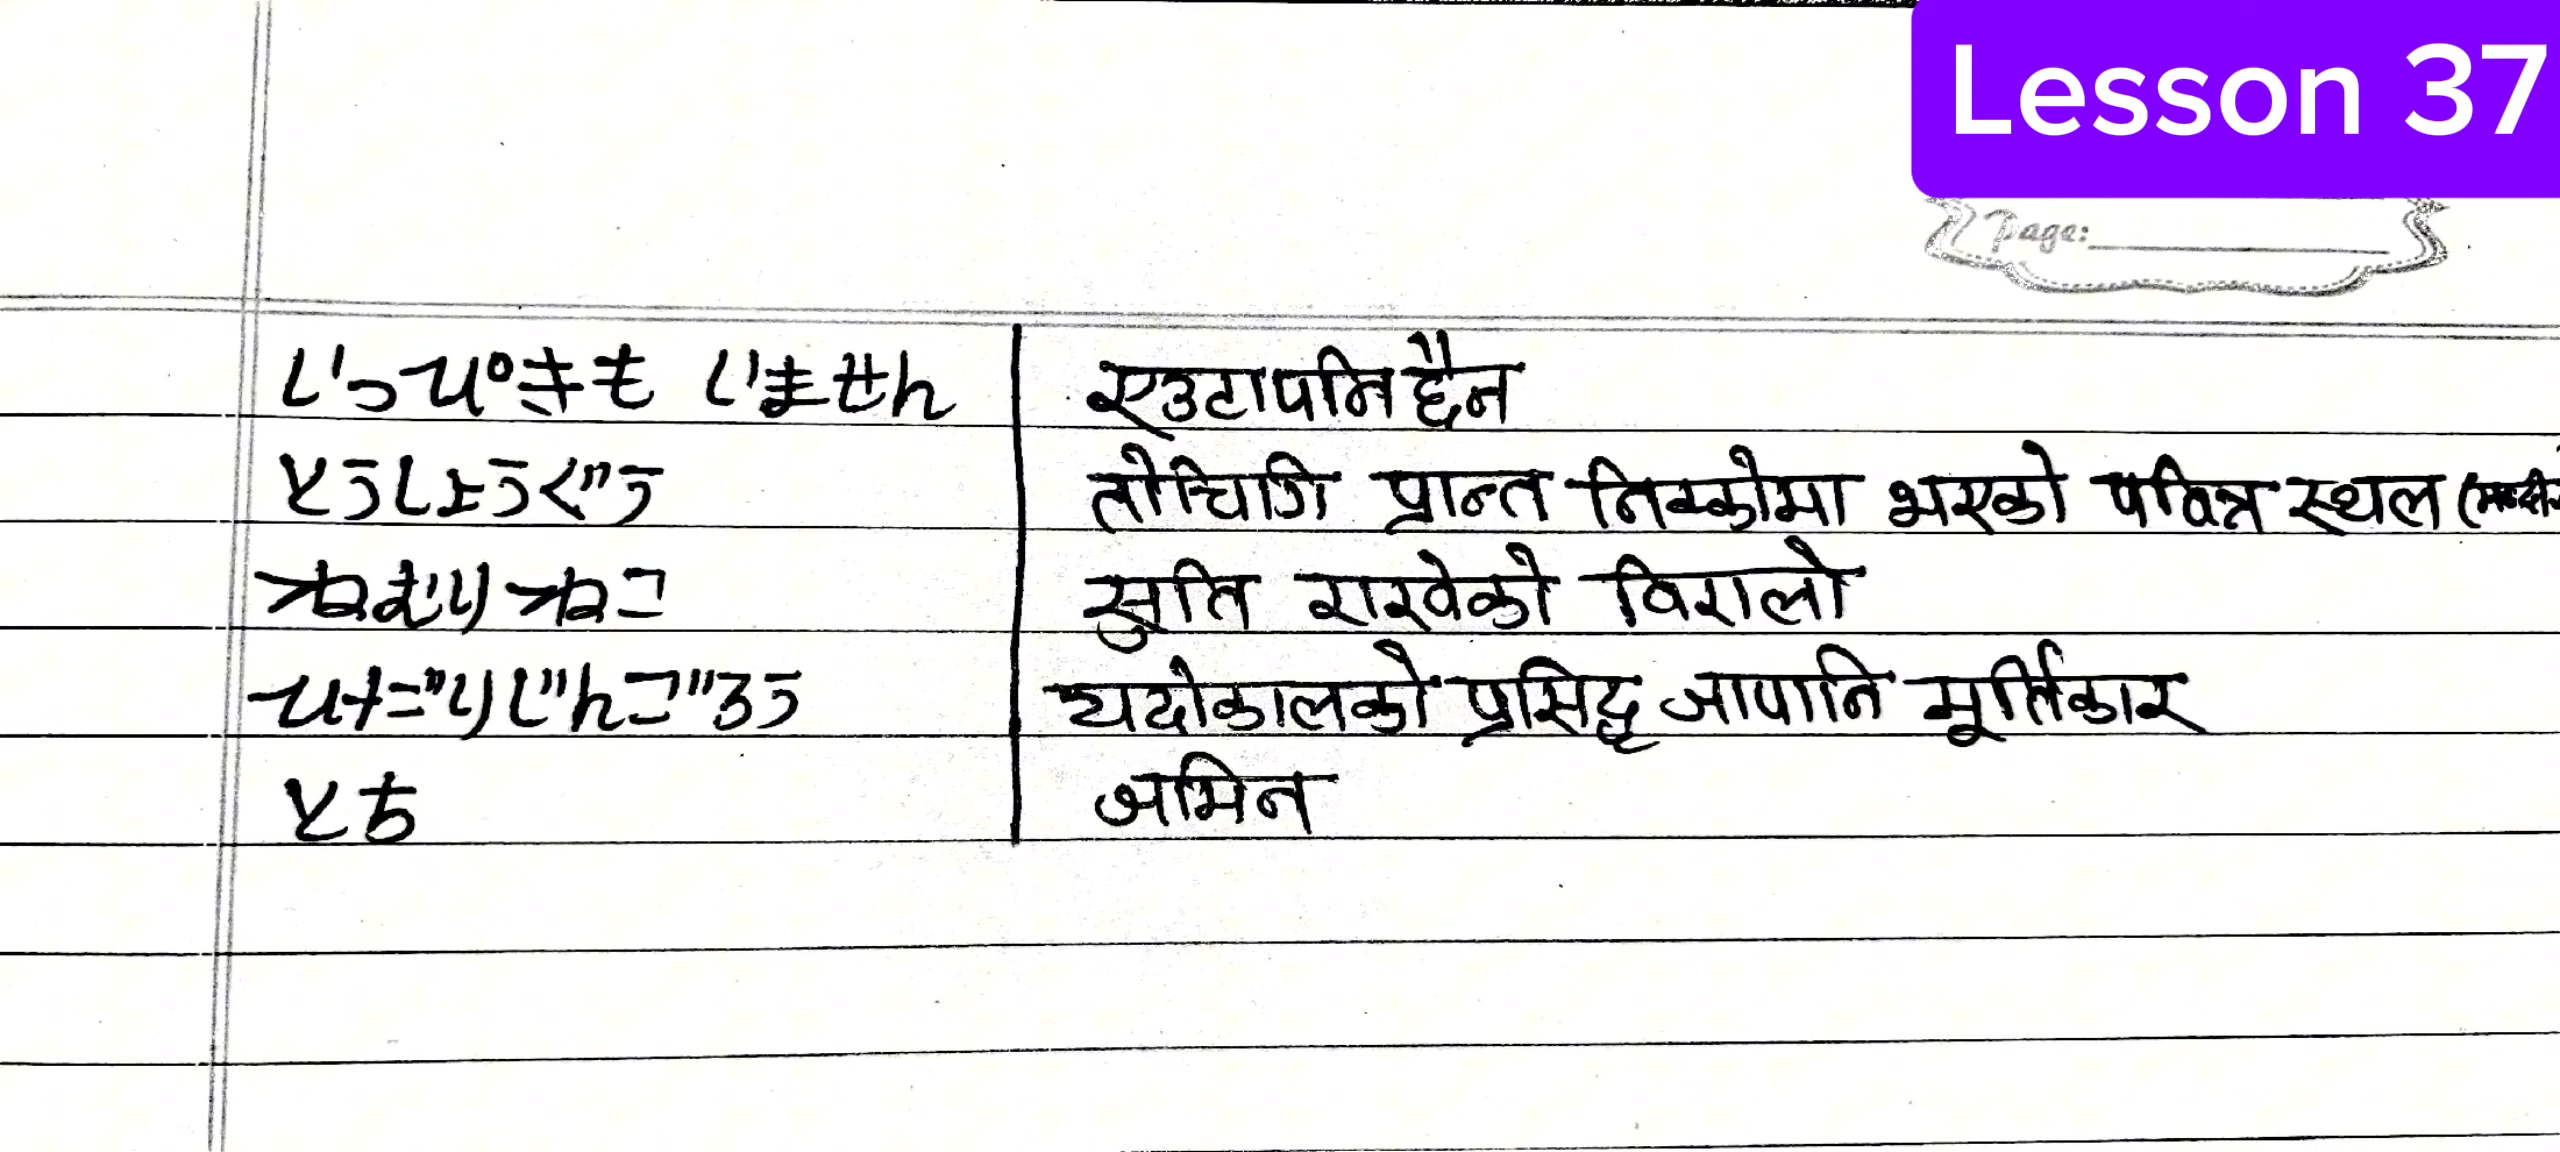 Lesson 37
Page:
いっぴきも いません एउटापनि छैन
とうしょうぐう तोचिगि प्रान्त निक्कोमा भएको पवित्र स्थल
ねむりねこ सुति राखेको बिरालो
ひだりじんごろう यदोकालको प्रसिद्ध जापानि मूर्तिकार
とち जमिन